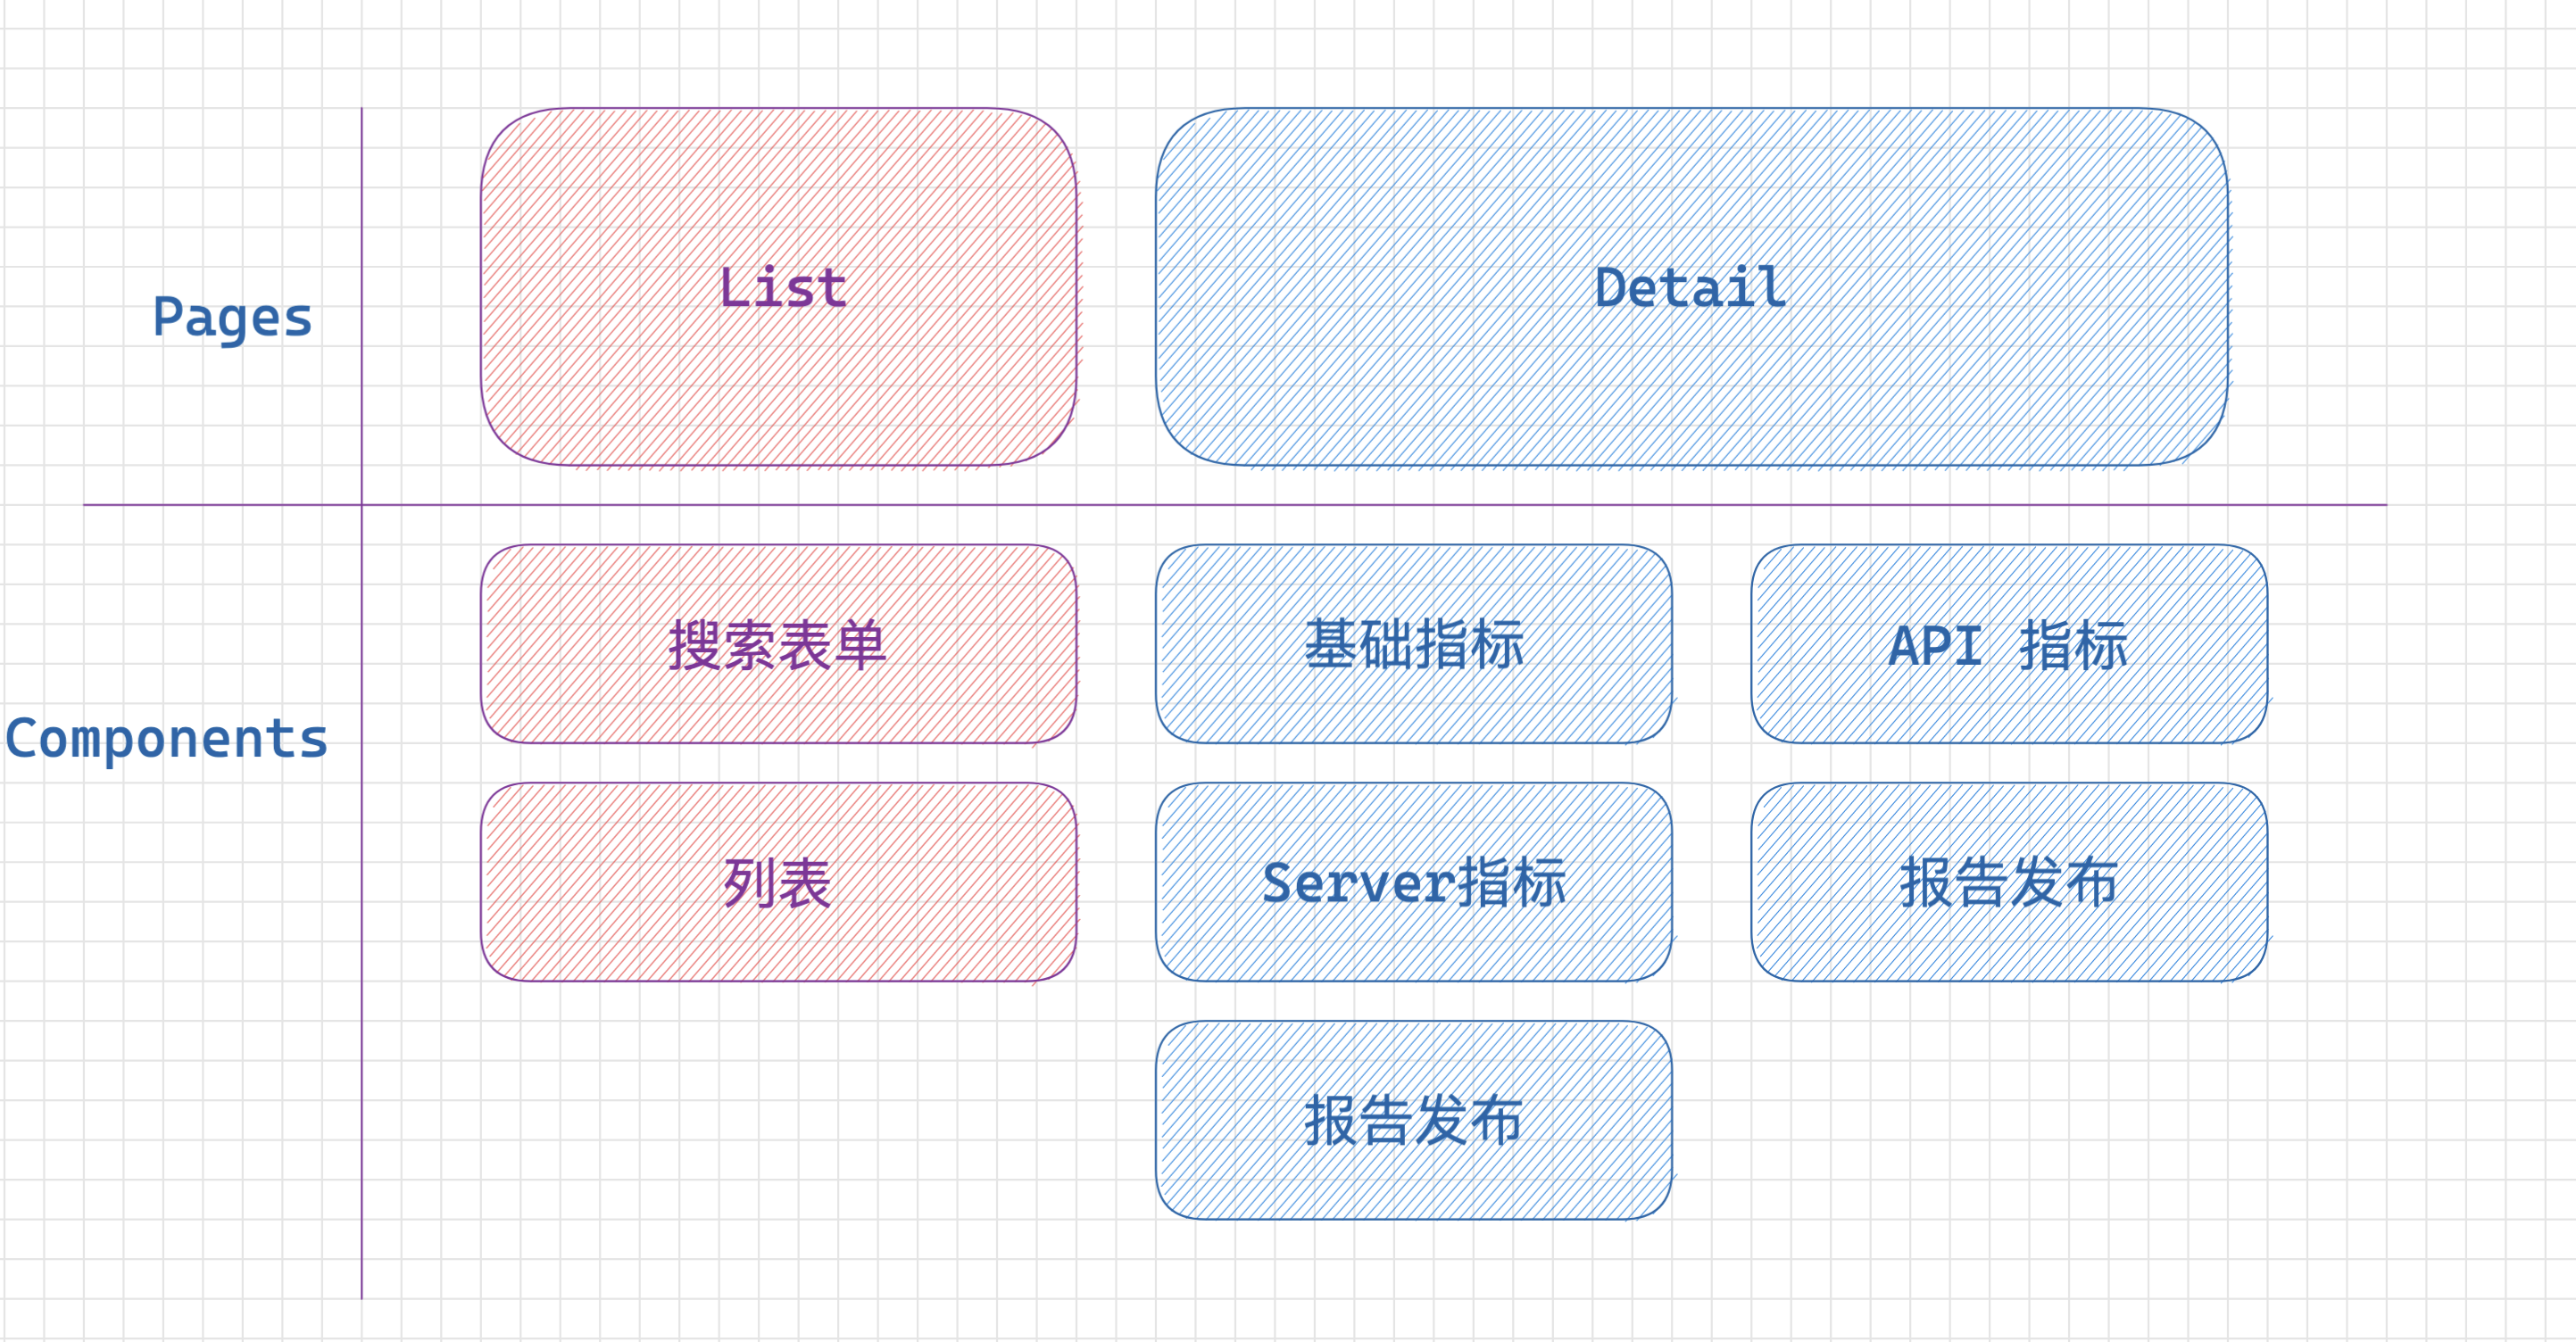 Pages
List
Detail
Components
搜索表单
基础指标
API 指标
列表
Server指标
报告发布
报告发布